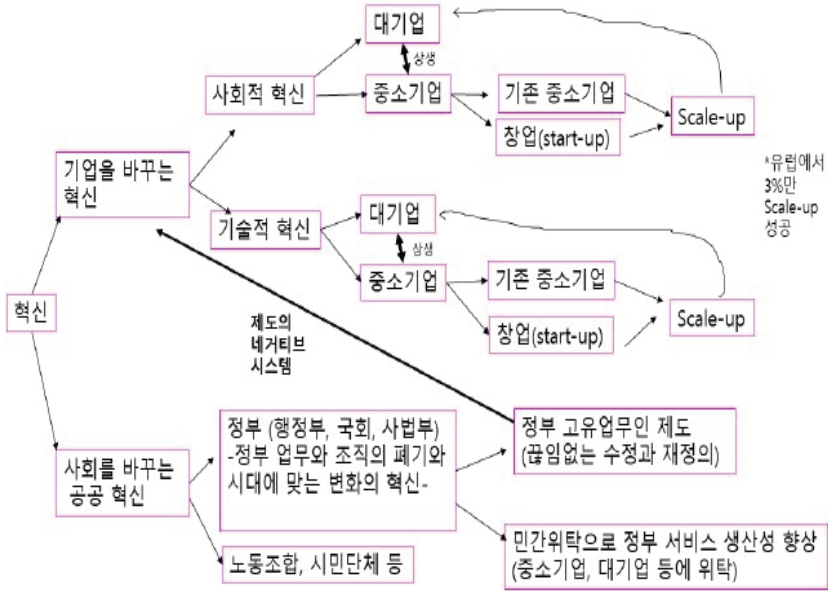 대기업
상생
사회적 혁신
중소기업
기존 중소기업
창업(start-up)
Scale-up
*유럽에서
3%만
Scale-up
성공
기업을 바꾸는
혁신
기술적 혁신
대기업
상생
중소기업
기존 중소기업
창업(start-up)
Scale-up
혁신
제도의
네거티브
시스템
사회를 바꾸는
공공 혁신
정부 (행정부, 국회, 사법부)
-정부 업무와 조직의 폐기와
시대에 맞는 변화의 혁신-
정부 고유업무인 제도
(끊임없는 수정과 재정의)
민간위탁으로 정부 서비스 생산성 향상
(중소기업, 대기업 등에 위탁)
노동조합, 시민단체 등